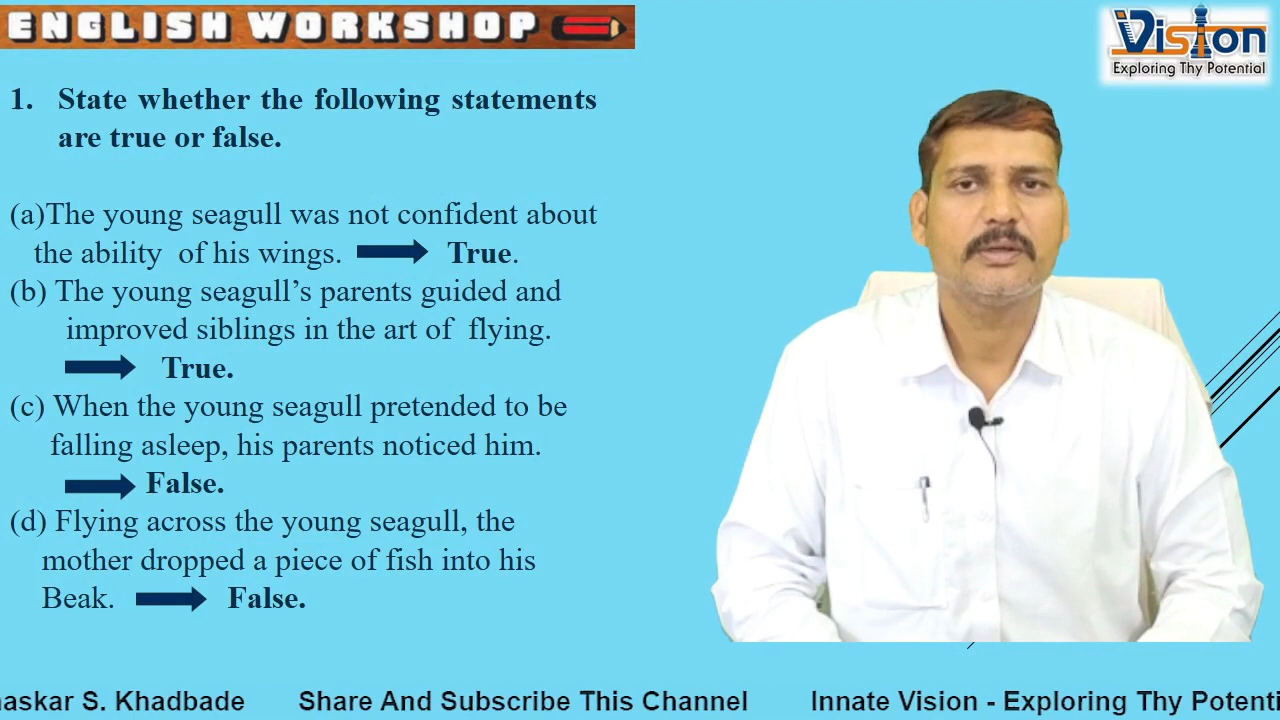 ENGLISH WORKSHOP
Vision
Exploring Thy Potential
1. State whether the following statements
are true or false.
(a)The young seagull was not confident about
the ability of his wings. True.
(b) The young seagull’s parents guided and
improved siblings in the art of flying.
True.
(c) When the young seagull pretended to be
falling asleep, his parents noticed him.
False.
(d) Flying across the young seagull, the
mother dropped a piece of fish into his
Beak. False.
haskar S. Khadbade Share And Subscribe This Channel Innate Vision - Exploring Thy Potenti